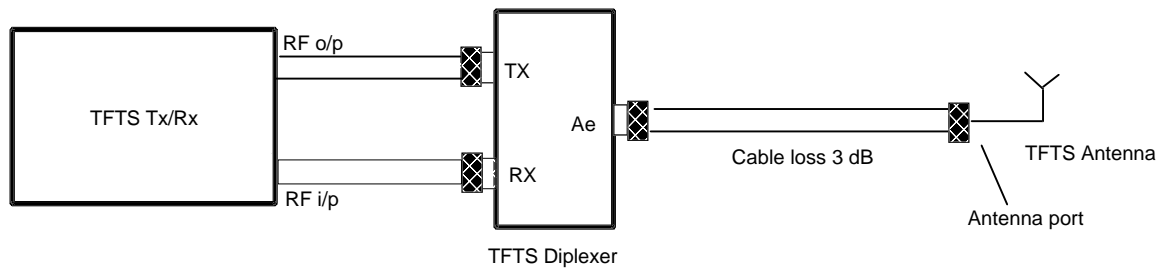 RF o/p
TX
TFTS Tx/Rx
Ae
Cable loss 3 dB
TFTS Antenna
RX
RF i/p
Antenna port
TFTS Diplexer